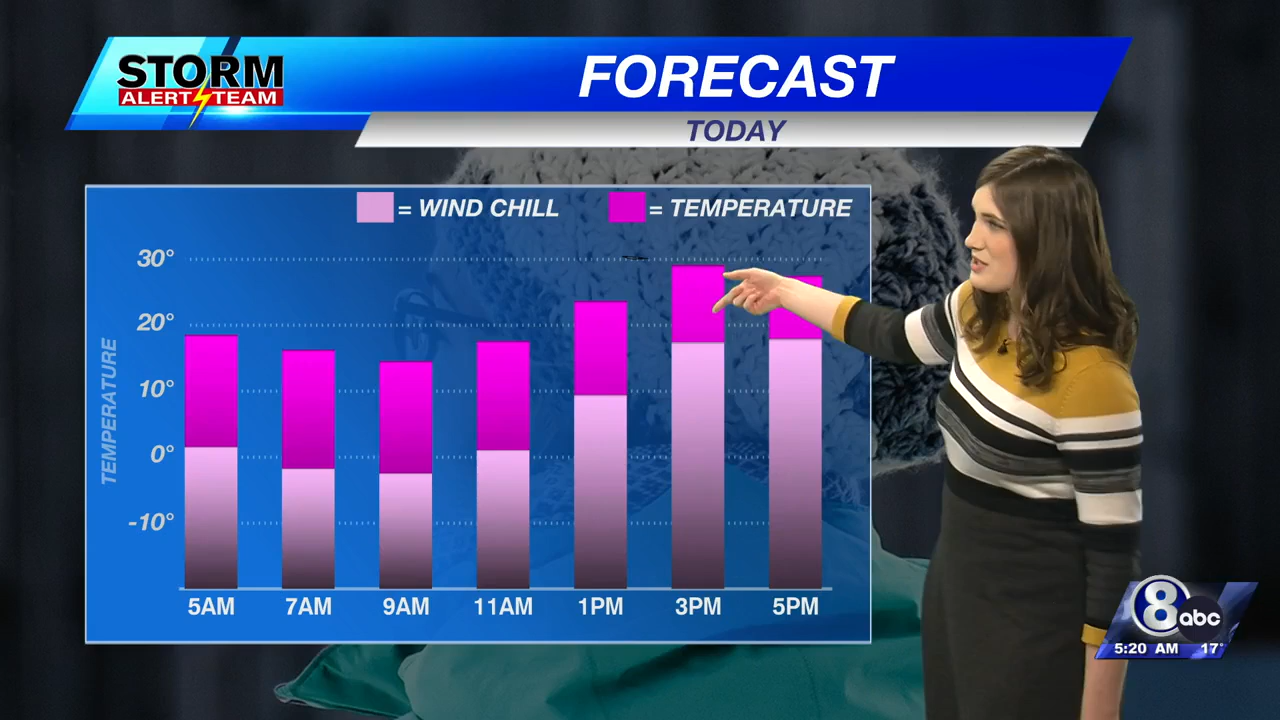 STORM
ALERT TEAM
FORECAST
TODAY
= WIND CHILL = TEMPERATURE
30°
20°
10°
0°
-10°
TEMPERATURE
5AM 7AM 9AM 11AM 1PM 3PM 5PM
8 abc
5:20 AM 17°